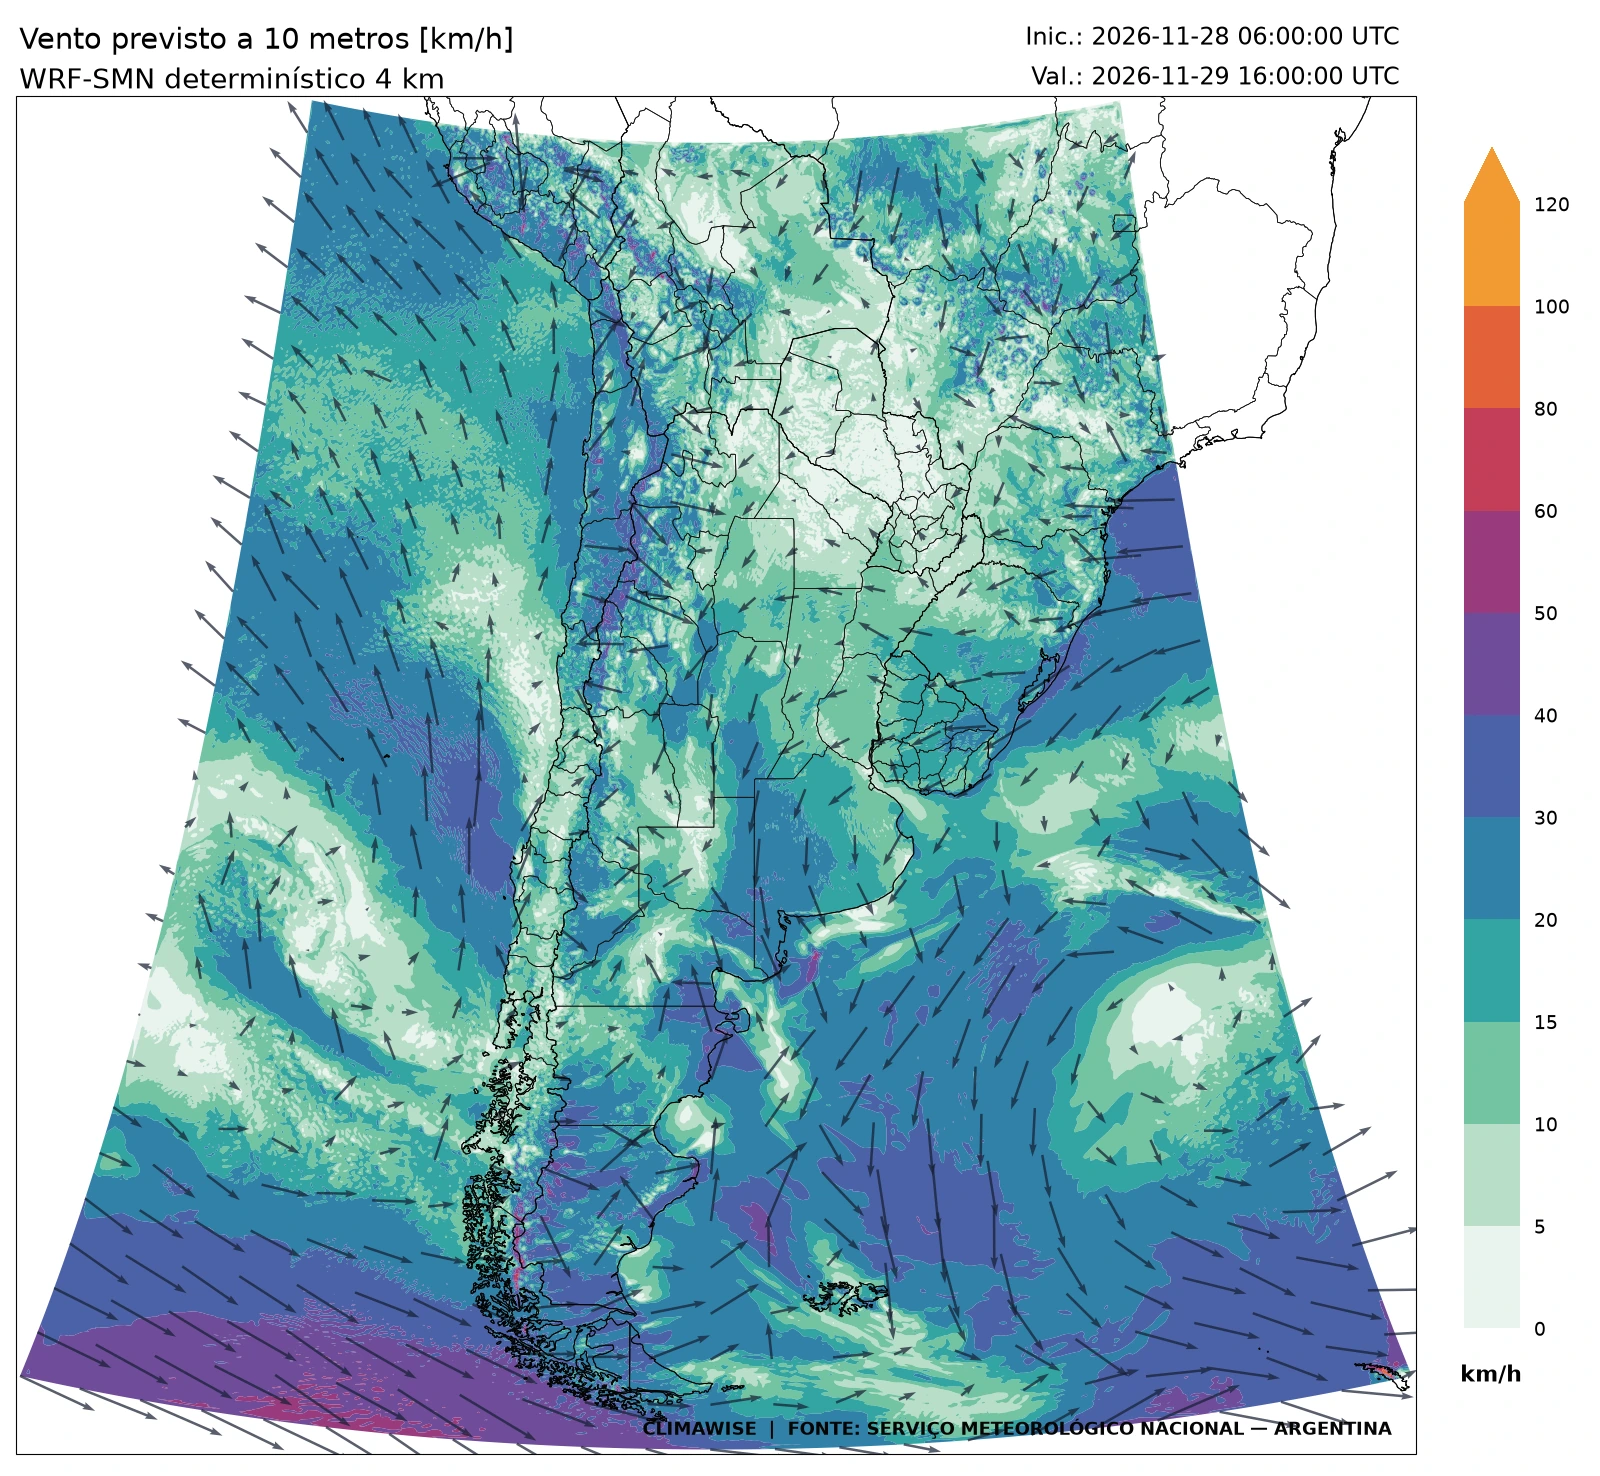 Vento previsto a 10 metros [km/h]
WRF-SMN determinístico 4 km
Inic.: 2026-11-28 06:00:00 UTC
Val.: 2026-11-29 16:00:00 UTC
120
100
80
60
50
40
30
20
15
10
5
0
km/h
CLIMAWISE | FONTE: SERVIÇO METEOROLÓGICO NACIONAL — ARGENTINA